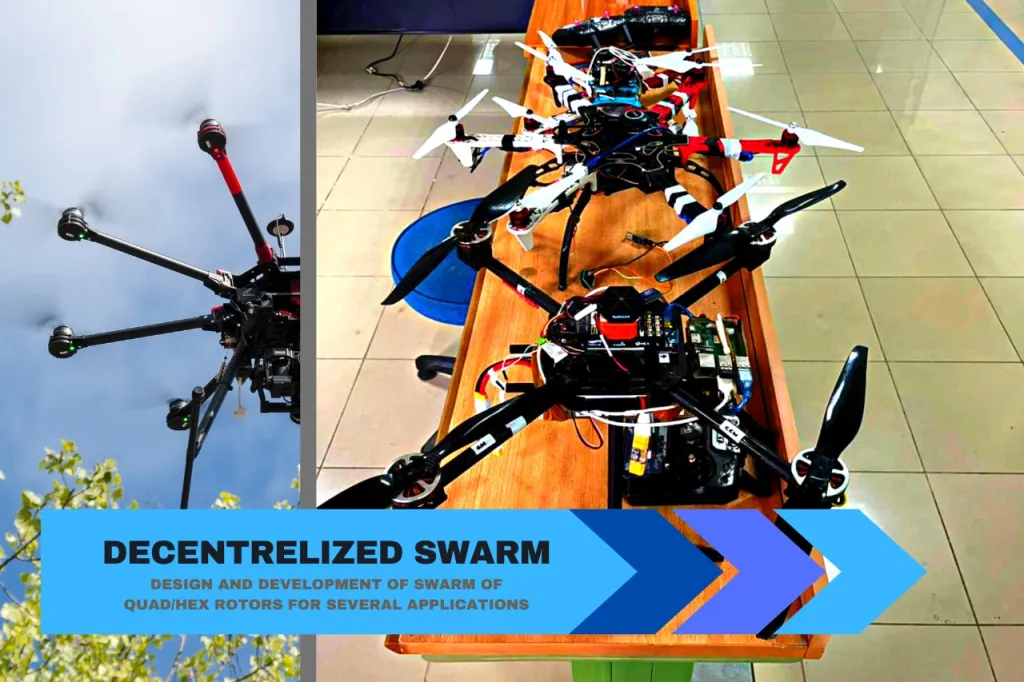 DECENTRELIZED SWARM
DESIGN AND DEVELOPMENT OF SWARM OF
QUAD/HEX ROTORS FOR SEVERAL APPLICATIONS